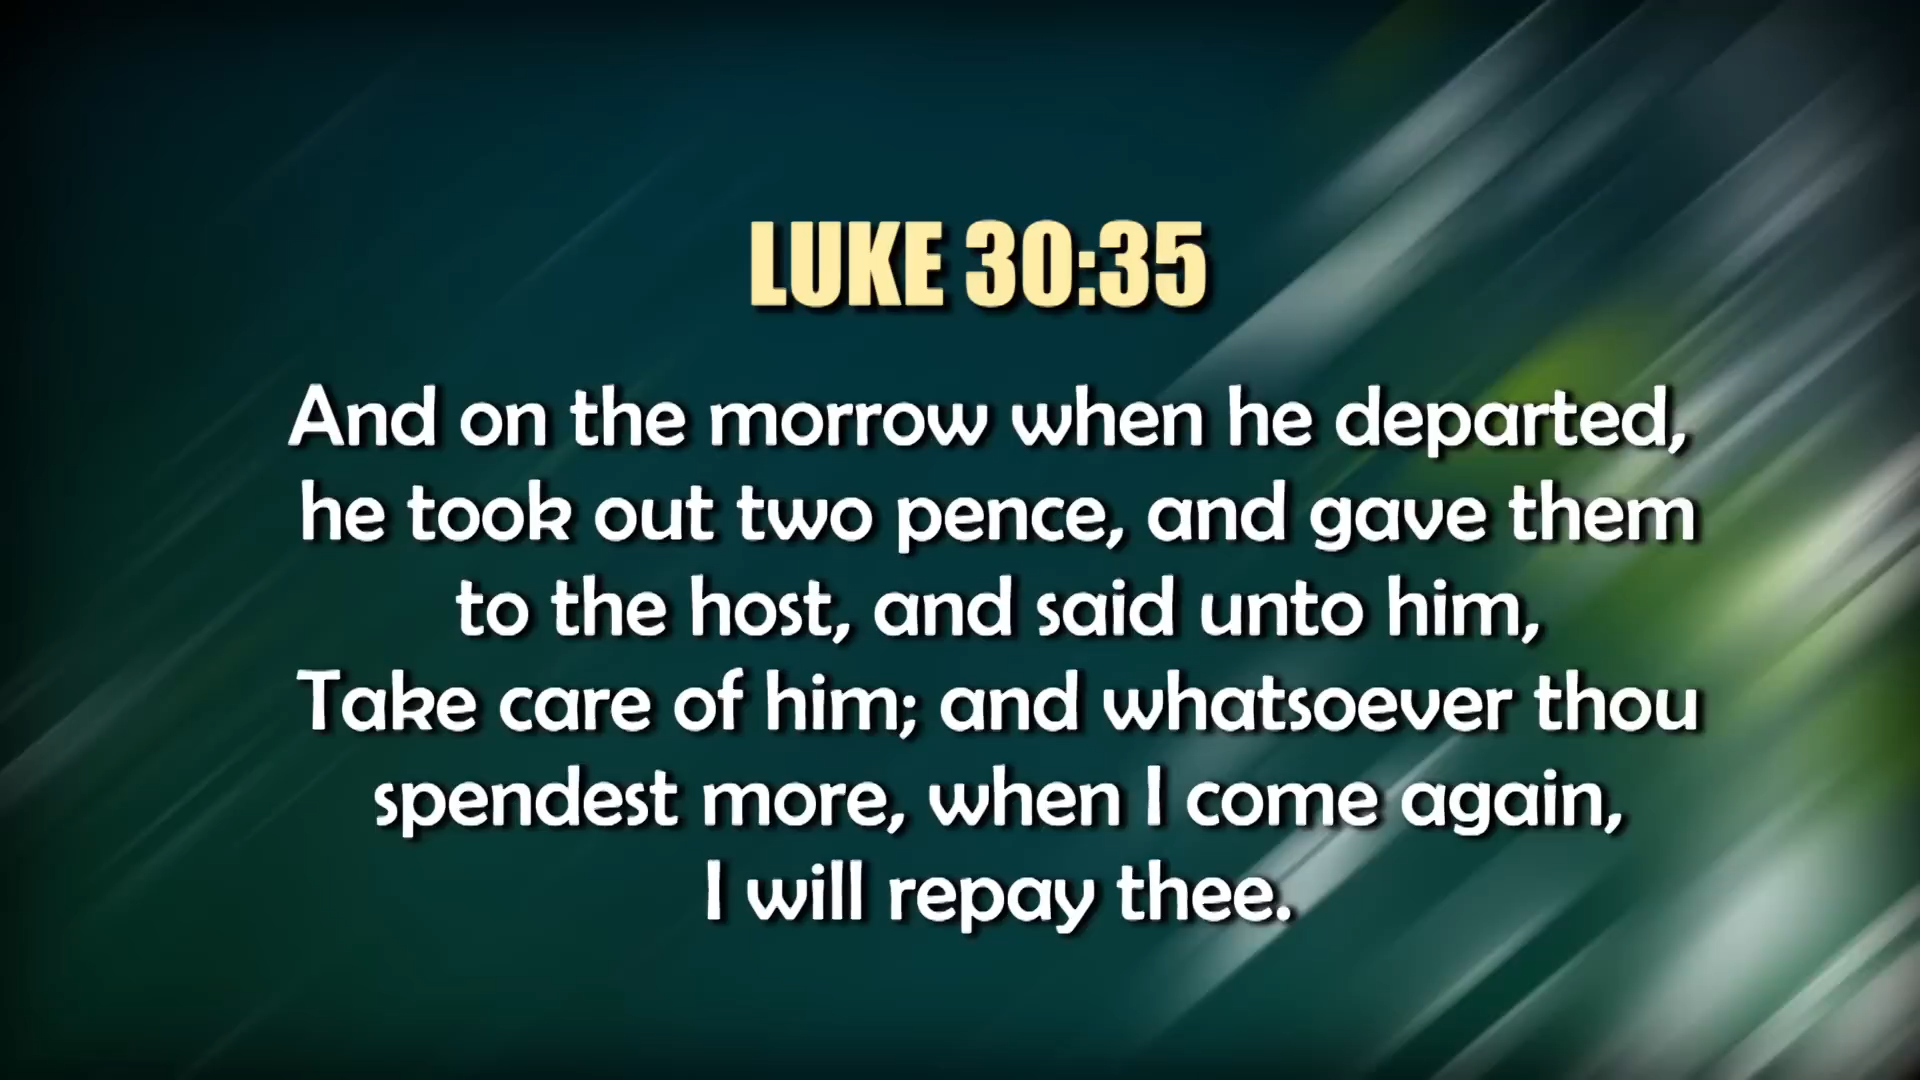 LUKE 30:35
And on the morrow when he departed,
he took out two pence, and gave them
to the host, and said unto him,
Take care of him; and whatsoever thou
spendest more, when I come again,
I will repay thee.